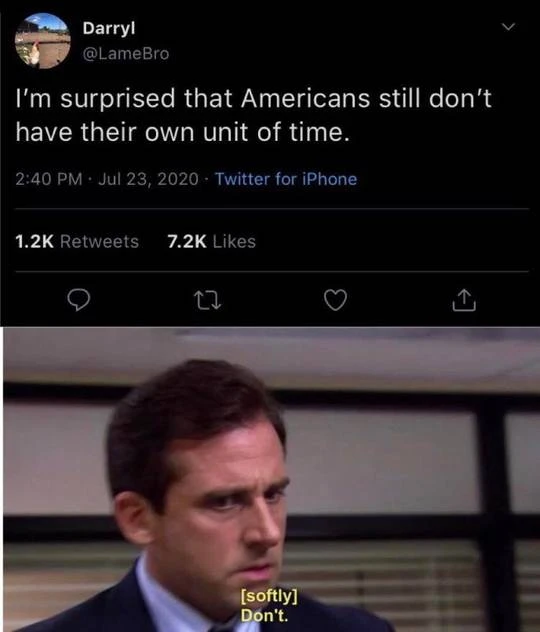 Darryl
@LameBro
I'm surprised that Americans still don't
have their own unit of time.
2:40 PM · Jul 23, 2020 · Twitter for iPhone
1.2K Retweets 7.2K Likes
[softly]
Don't.